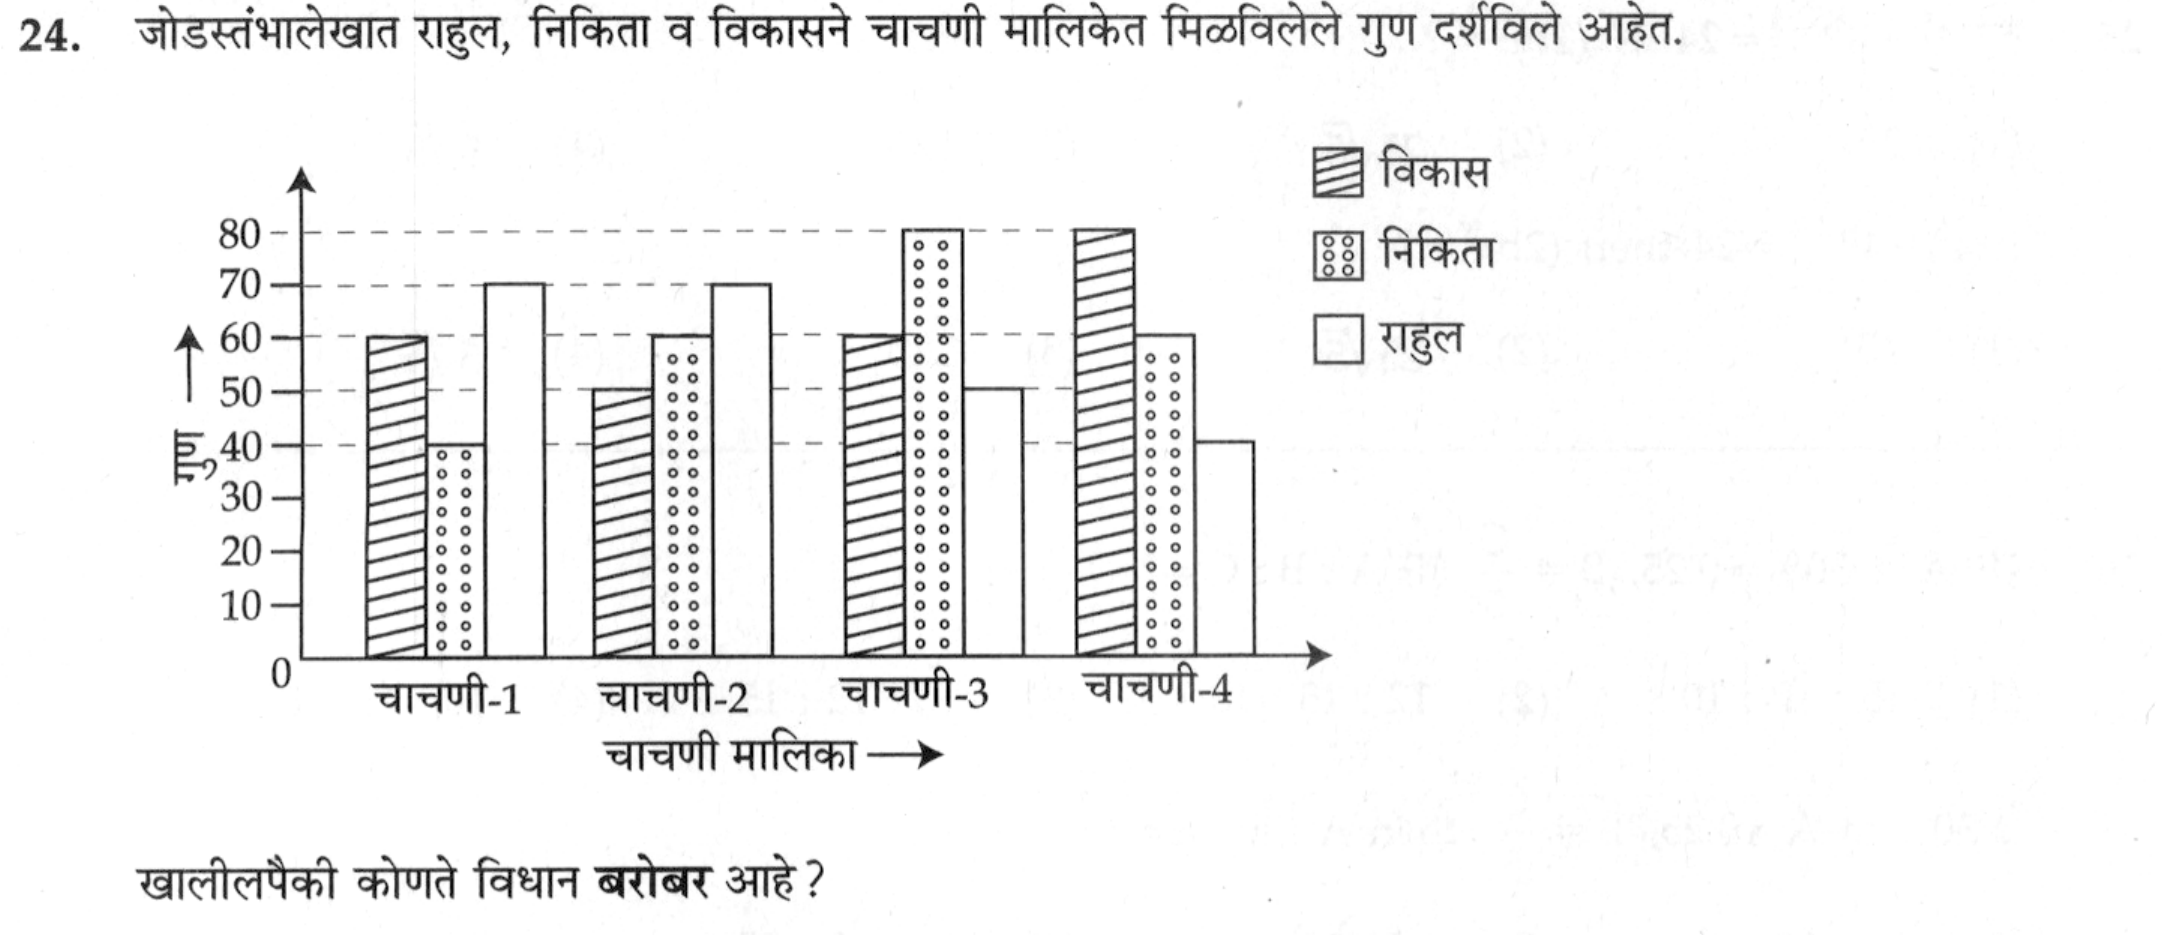 24. जोडस्तंभालेखात राहुल, निकिता व विकासने चाचणी मालिकेत मिळविलेले गुण दर्शविले आहेत.
विकास
निकिता
राहुल
80
70
60
50
40
30
20
10
0
गुण
चाचणी-1 चाचणी-2 चाचणी-3 चाचणी-4
चाचणी मालिका
खालीलपैकी कोणते विधान बरोबर आहे?